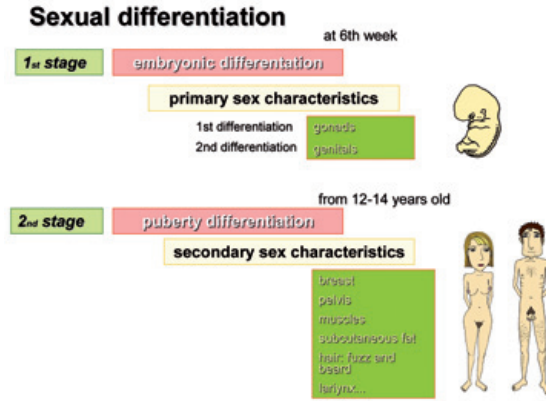 Sexual differentiation
at 6th week
1st stage
embryonic differentation
primary sex characteristics
1st differentiation
gonads
2nd differentiation
genitals
from 12-14 years old
2nd stage
puberty differentiation
secondary sex characteristics
breast
pelvis
muscles
subcutaneous fat
hair: fuzz and
beard
larlynx...